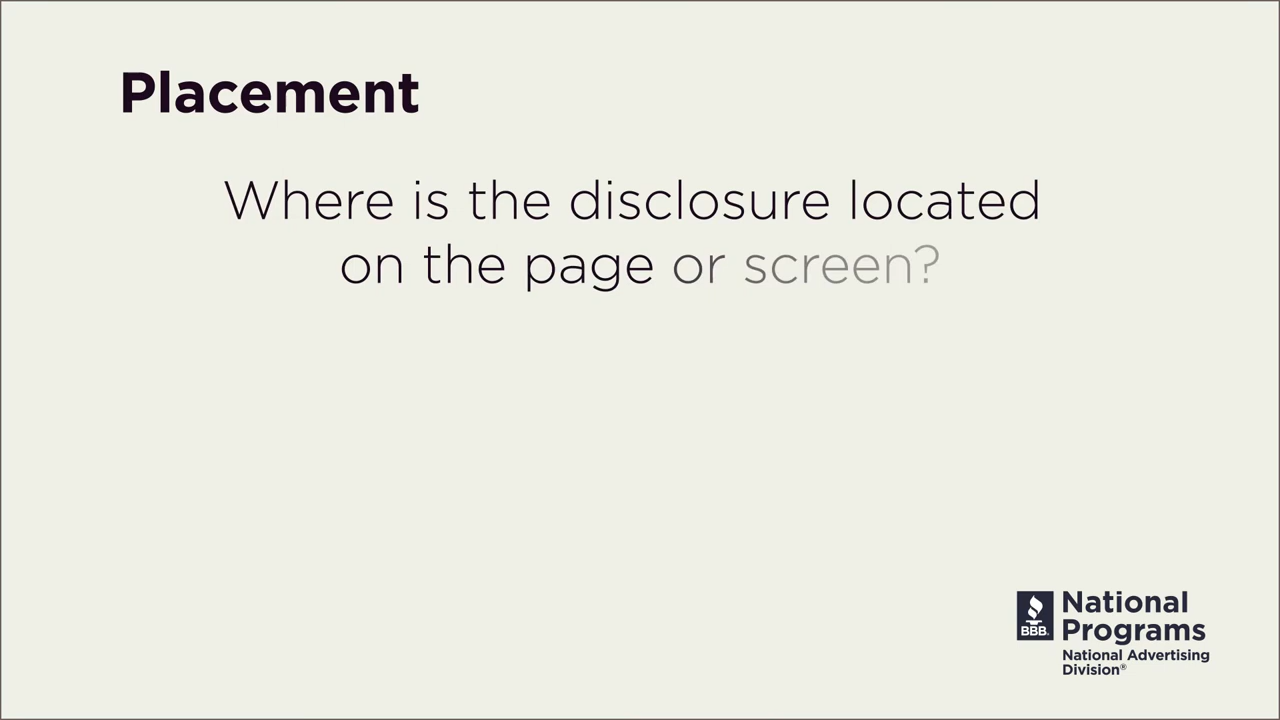 Placement
Where is the disclosure located
on the page or screen?
BBB.
National
Programs
National Advertising
Division®